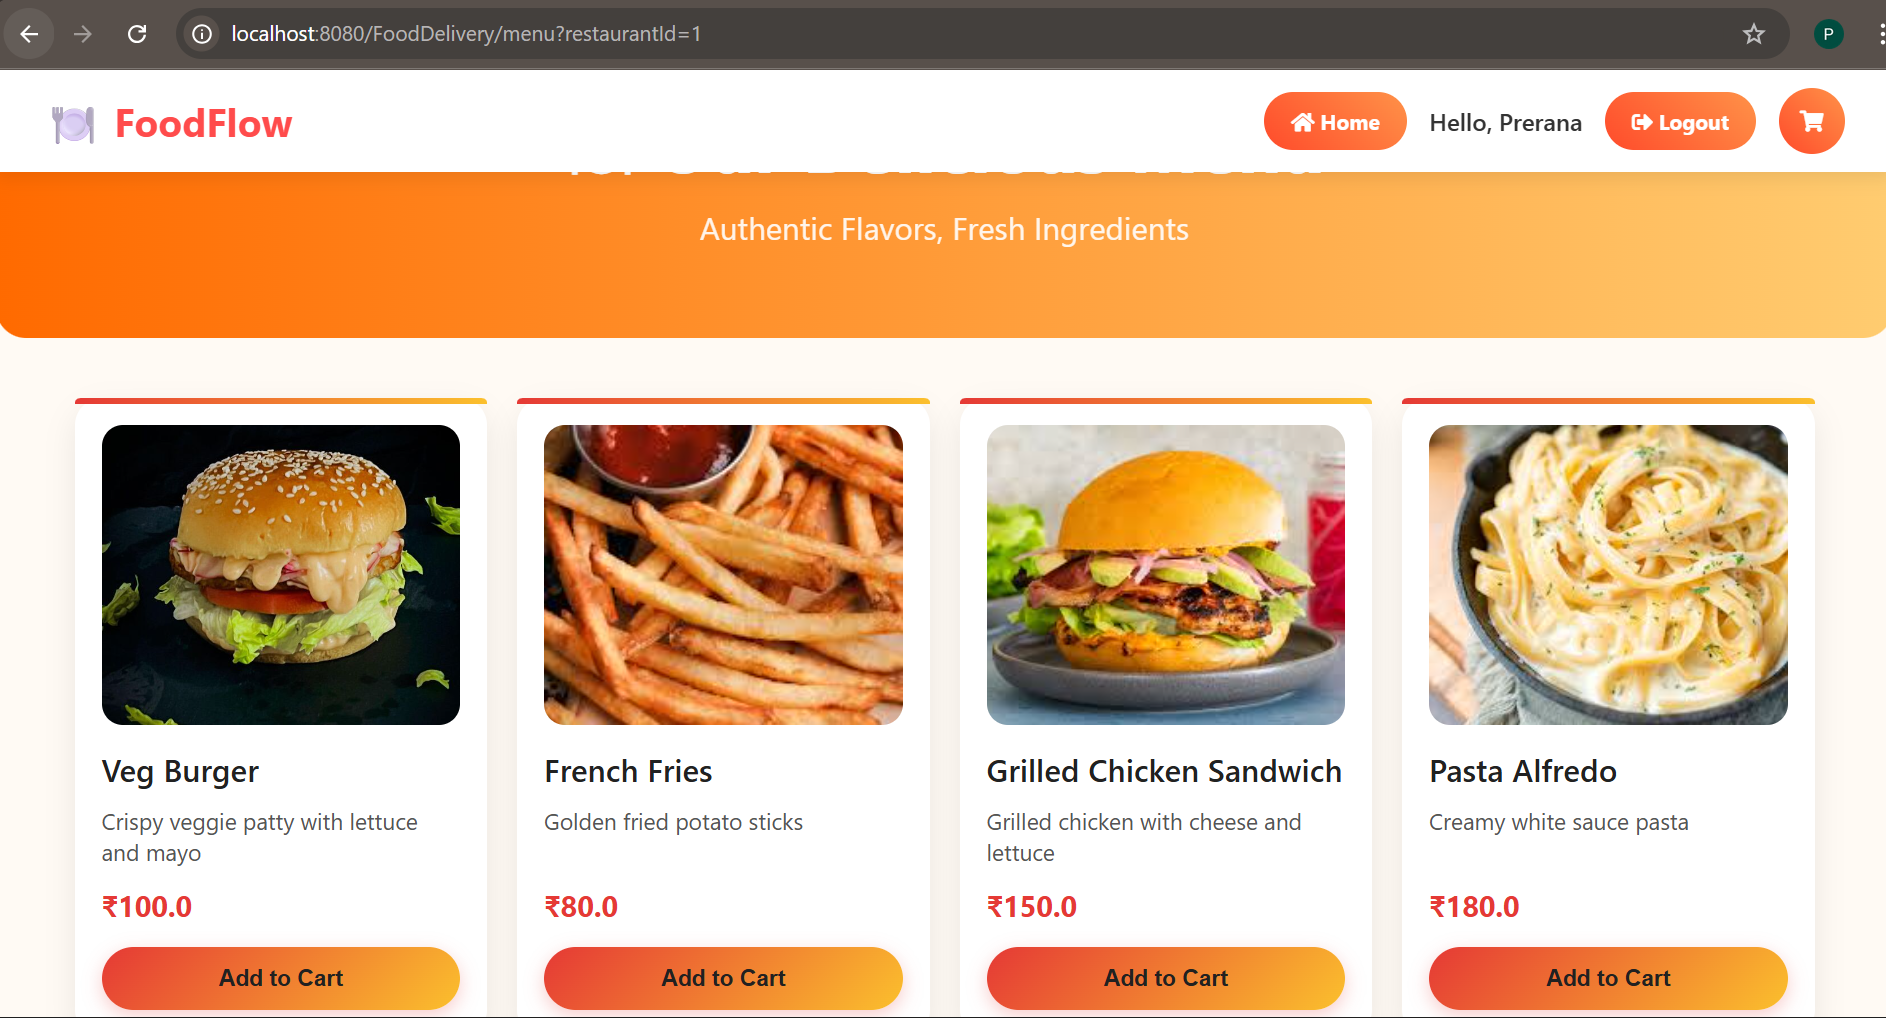 localhost:8080/FoodDelivery/menu?restaurantId=1
P
FoodFlow
Home
Hello, Prerana
Logout
Authentic Flavors, Fresh Ingredients
Veg Burger
Crispy veggie patty with lettuce
and mayo
₹100.0
Add to Cart
French Fries
Golden fried potato sticks
₹80.0
Add to Cart
Grilled Chicken Sandwich
Grilled chicken with cheese and
lettuce
₹150.0
Add to Cart
Pasta Alfredo
Creamy white sauce pasta
₹180.0
Add to Cart